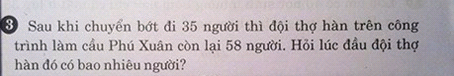 3 Sau khi chuyển bớt đi 35 người thì đội thợ hàn trên công
trình làm cầu Phú Xuân còn lại 58 người. Hỏi lúc đầu đội thợ
hàn đó có bao nhiêu người?